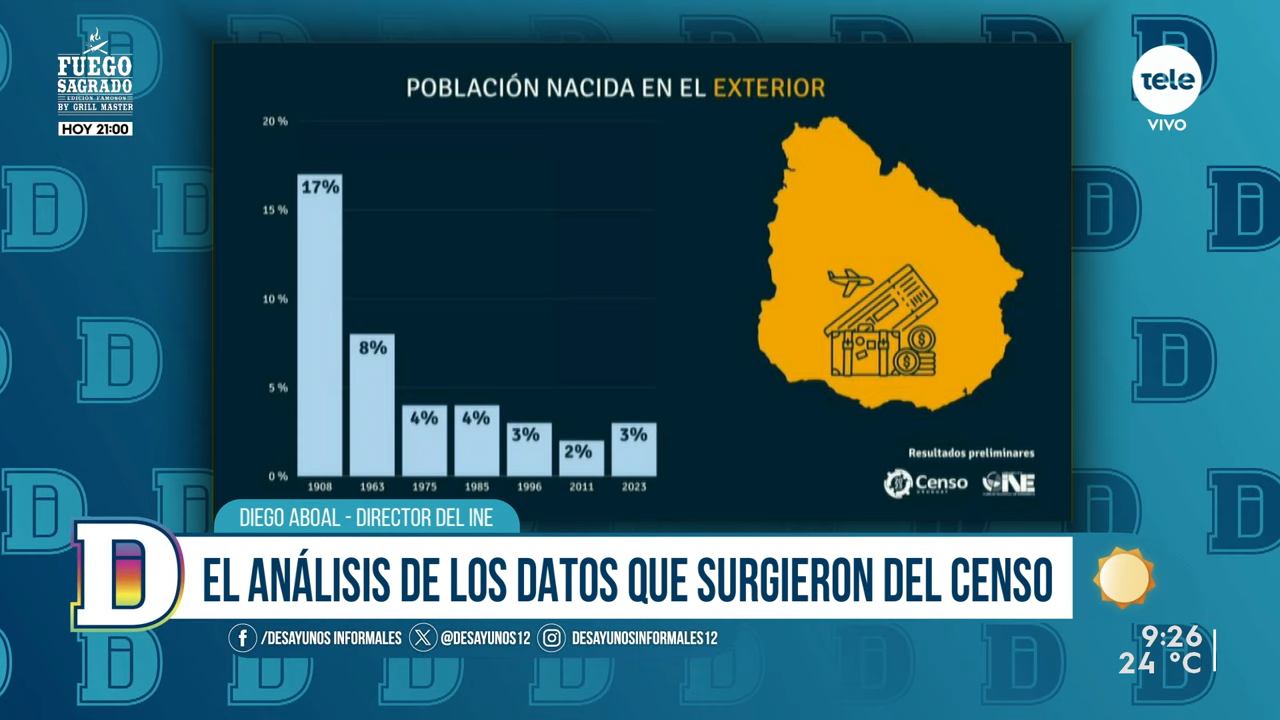 FUEGO
SAGRADO
EDICIÓN FAMOSOS
BY GRILL MASTER
HOY 21:00
tele
VIVO
POBLACIÓN NACIDA EN EL EXTERIOR
20 %
15 %
10 %
5 %
0 %
17%
8%
4%
4%
3%
2%
3%
1908
1963
1975
1985
1996
2011
2023
Resultados preliminares
Censo
URUGUAY
INE
DIEGO ABOAL - DIRECTOR DEL INE
D
EL ANÁLISIS DE LOS DATOS QUE SURGIERON DEL CENSO
/DESAYUNOS INFORMALES
@DESAYUNOS12
DESAYUNOSINFORMALES12
9:26
24 °C